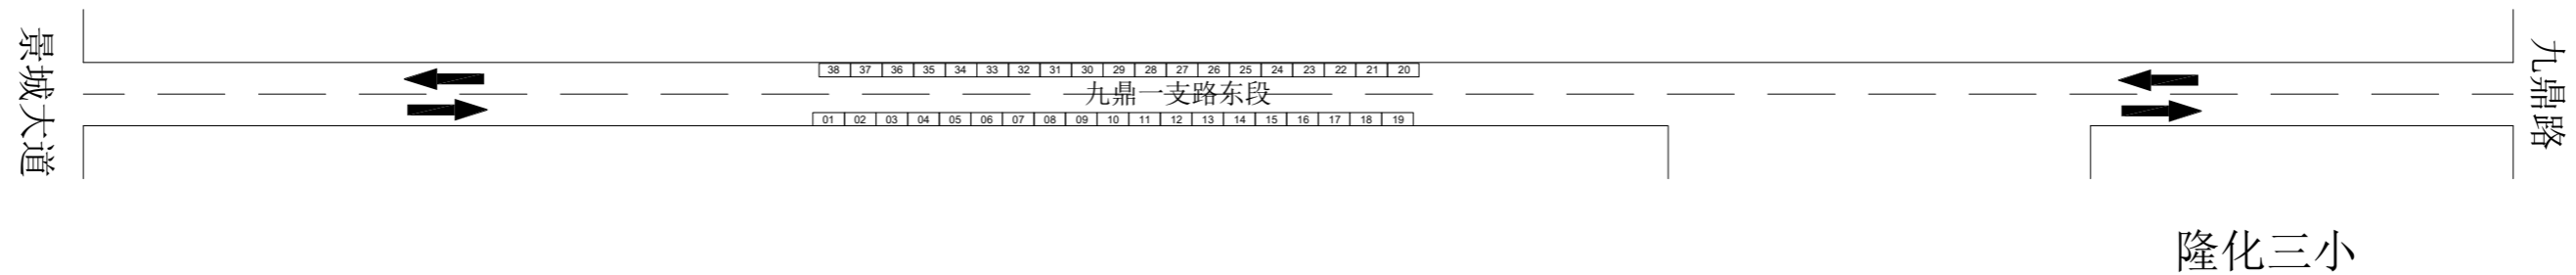 景城大道
38 37 36 35 34 33 32 31 30 29 28 27 26 25 24 23 22 21 20
九鼎一支路东段
01 02 03 04 05 06 07 08 09 10 11 12 13 14 15 16 17 18 19
九鼎路
隆化三小